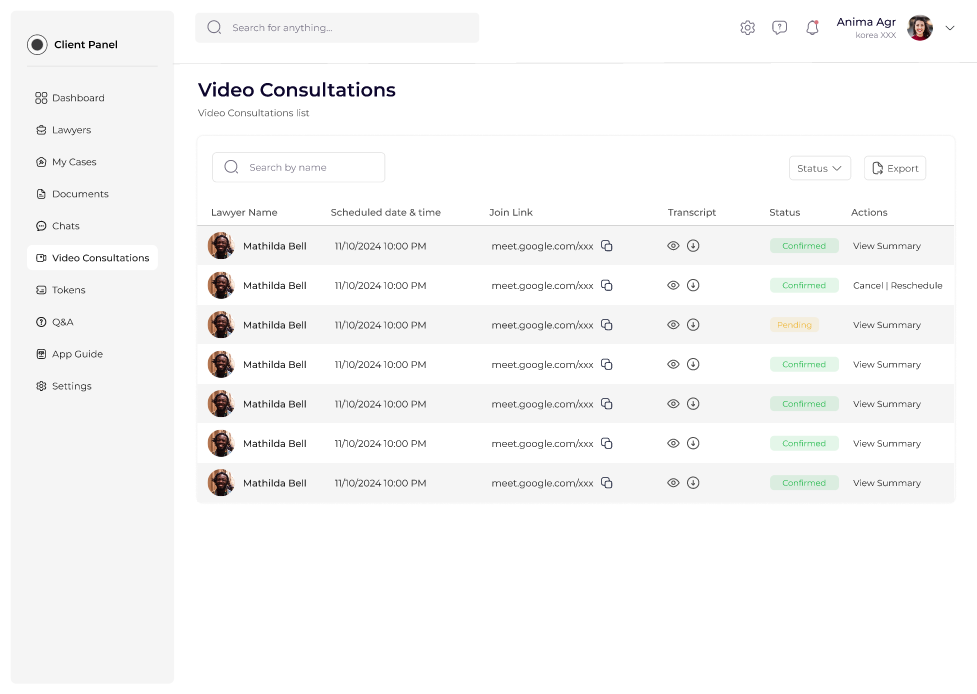 Client Panel
Search for anything...
Anima Agr
korea XXX
Dashboard
Lawyers
My Cases
Documents
Chats
Video Consultations
Tokens
Q&A
App Guide
Settings
Video Consultations
Video Consultations list
Search by name
Status
Export
Lawyer Name Scheduled date & time Join Link Transcript Status Actions
Mathilda Bell 11/10/2024 10:00 PM meet.google.com/xxx Confirmed View Summary
Mathilda Bell 11/10/2024 10:00 PM meet.google.com/xxx Confirmed Cancel | Reschedule
Mathilda Bell 11/10/2024 10:00 PM meet.google.com/xxx Pending View Summary
Mathilda Bell 11/10/2024 10:00 PM meet.google.com/xxx Confirmed View Summary
Mathilda Bell 11/10/2024 10:00 PM meet.google.com/xxx Confirmed View Summary
Mathilda Bell 11/10/2024 10:00 PM meet.google.com/xxx Confirmed View Summary
Mathilda Bell 11/10/2024 10:00 PM meet.google.com/xxx Confirmed View Summary